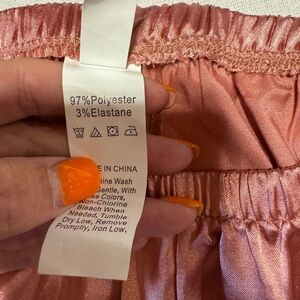 97%Polyester
3%Elastane
IN CHINA
Wash
Gentle, With
Colors,
Non-Chlorine
Bleach When
Needed, Tumble
Dry Low, Remove
Promptly, Iron Low.